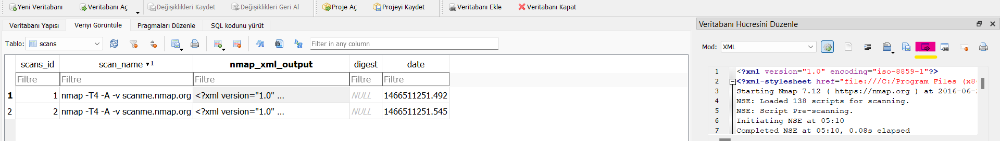 Yeni Veritabanı Veritabanı Aç Değişiklikleri Kaydet Değişiklikleri Geri Al Proje Aç Projeyi Kaydet Veritabanı Ekle Veritabanı Kapat
Veritabanı Yapısı Veriyi Görüntüle Pragmaları Düzenle SQL kodunu yürüt
Tablo: scans Filter in any column
scans_id scan_name 1 nmap_xml_output digest date
Filtre Filtre Filtre Filtre Filtre
1 1 nmap -T4 -A -v scanme.nmap.org <?xml version="1.0" ... NULL 1466511251.492
2 2 nmap -T4 -A -v scanme.nmap.org <?xml version="1.0" ... NULL 1466511251.545
Veritabanı Hücresini Düzenle
Mod: XML
1 <?xml version="1.0" encoding="iso-8859-1"?>
2 <?xml-stylesheet href="file:///C:/Program Files (x8
3 Starting Nmap 7.12 ( https://nmap.org ) at 2016-06-
4 NSE: Loaded 138 scripts for scanning.
5 NSE: Script Pre-scanning.
6 Initiating NSE at 05:10
7 Completed NSE at 05:10, 0.08s elapsed